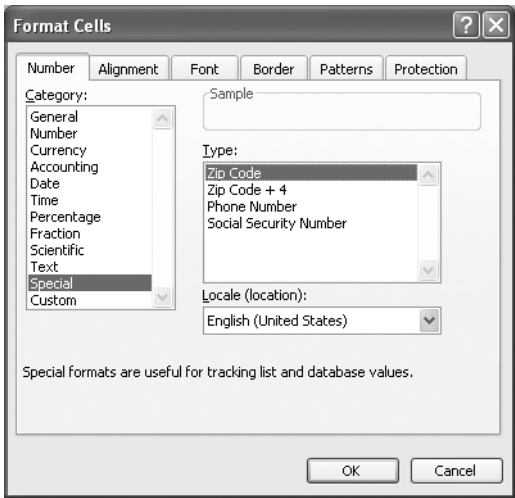 Format Cells
Number Alignment Font Border Patterns Protection
Category:
General
Number
Currency
Accounting
Date
Time
Percentage
Fraction
Scientific
Text
Special
Custom
Sample
Type:
Zip Code
Zip Code + 4
Phone Number
Social Security Number
Locale (location):
English (United States)
Special formats are useful for tracking list and database values.
OK Cancel